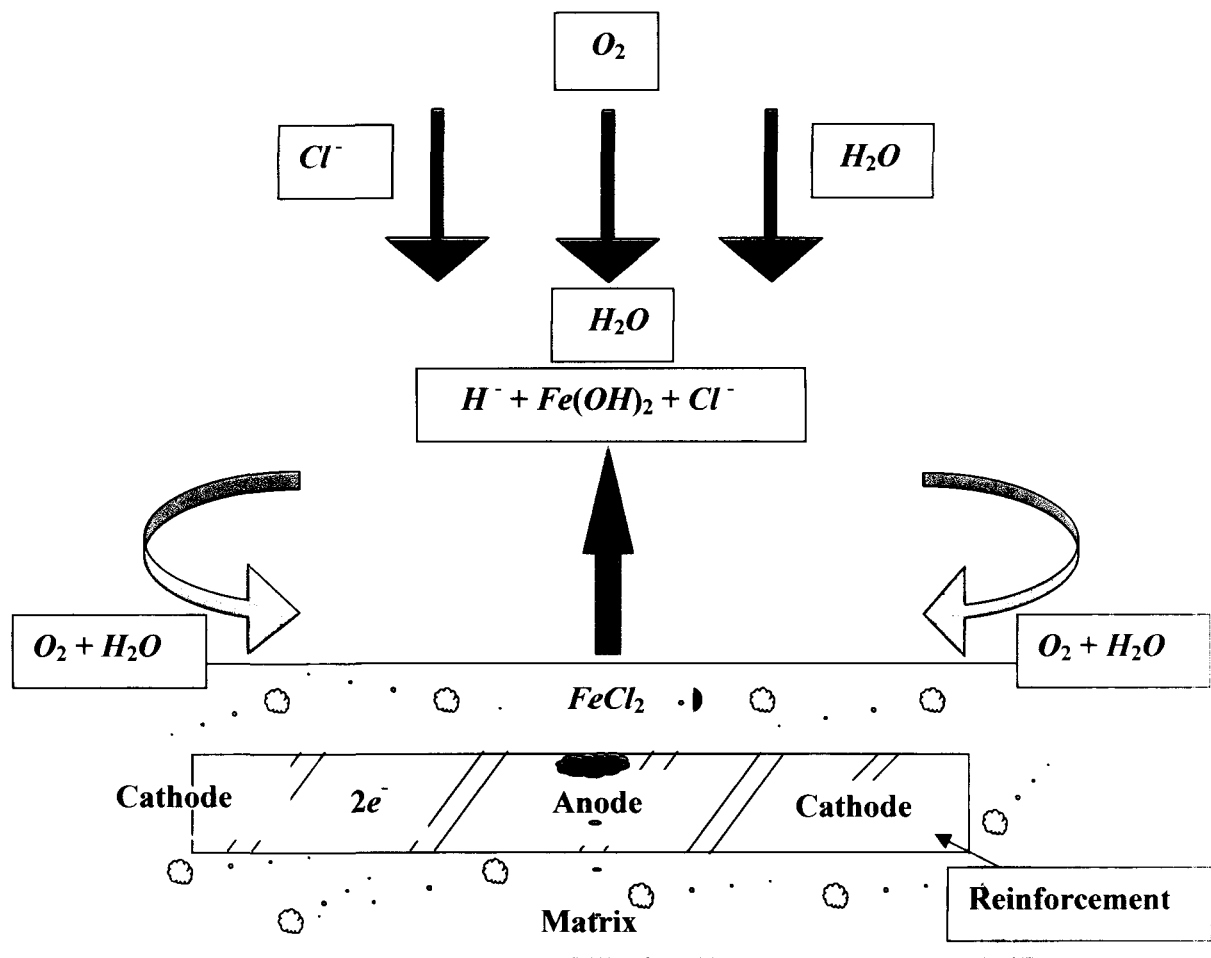 O₂
Cl⁻
H₂O
H₂O
H⁻ + Fe(OH)₂ + Cl⁻
O₂ + H₂O
O₂ + H₂O
FeCl₂
Cathode
2e⁻
Anode
Cathode
Reinforcement
Matrix